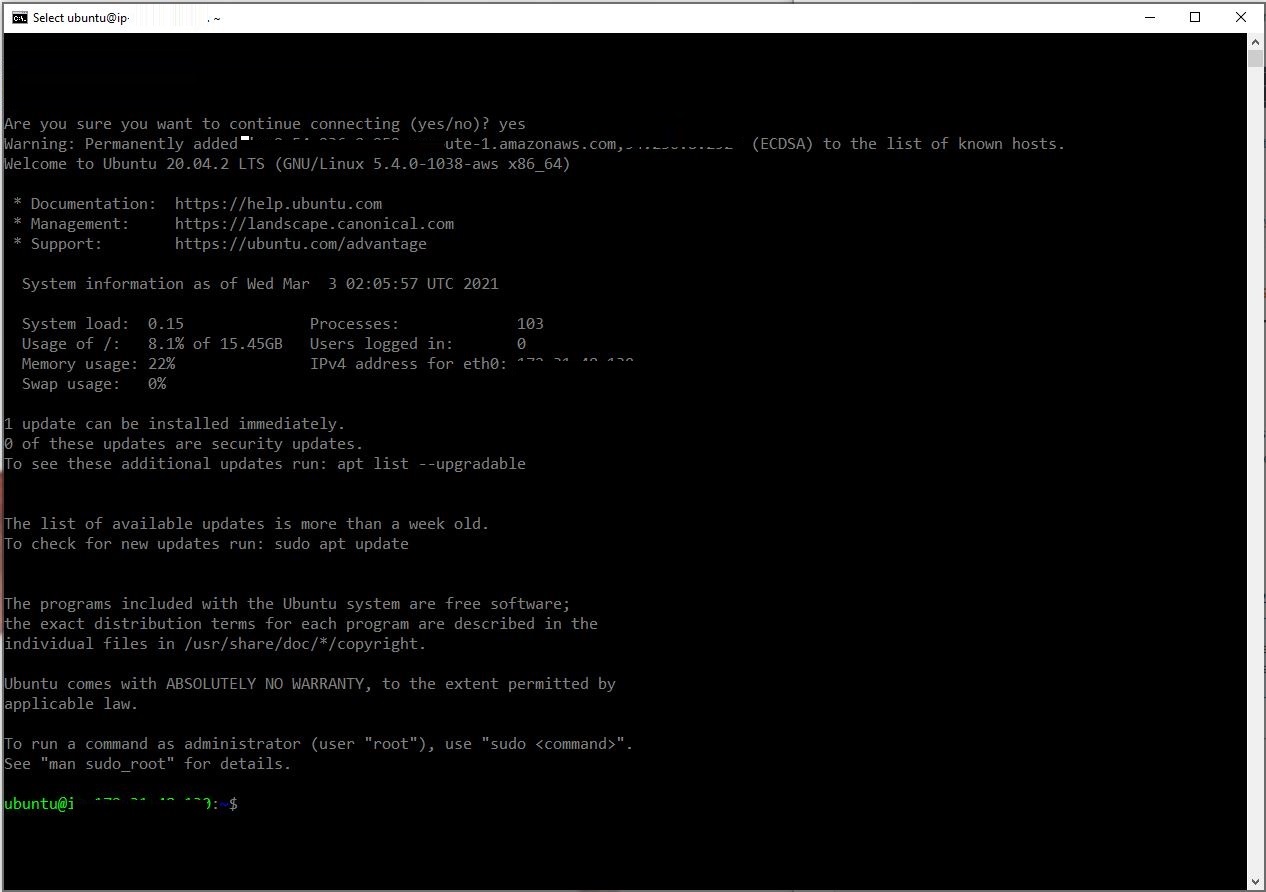 Select ubuntu@ip- : ~
Are you sure you want to continue connecting (yes/no)? yes
Warning: Permanently added ute-1.amazonaws.com, (ECDSA) to the list of known hosts.
Welcome to Ubuntu 20.04.2 LTS (GNU/Linux 5.4.0-1038-aws x86_64)
* Documentation:  https://help.ubuntu.com
* Management:     https://landscape.canonical.com
* Support:        https://ubuntu.com/advantage
System information as of Wed Mar  3 02:05:57 UTC 2021
System load:  0.15              Processes:             103
Usage of /:   8.1% of 15.45GB   Users logged in:       0
Memory usage: 22%               IPv4 address for eth0:
Swap usage:   0%
1 update can be installed immediately.
0 of these updates are security updates.
To see these additional updates run: apt list --upgradable
The list of available updates is more than a week old.
To check for new updates run: sudo apt update
The programs included with the Ubuntu system are free software;
the exact distribution terms for each program are described in the
individual files in /usr/share/doc/*/copyright.
Ubuntu comes with ABSOLUTELY NO WARRANTY, to the extent permitted by
applicable law.
To run a command as administrator (user "root"), use "sudo <command>".
See "man sudo_root" for details.
ubuntu@i :~$